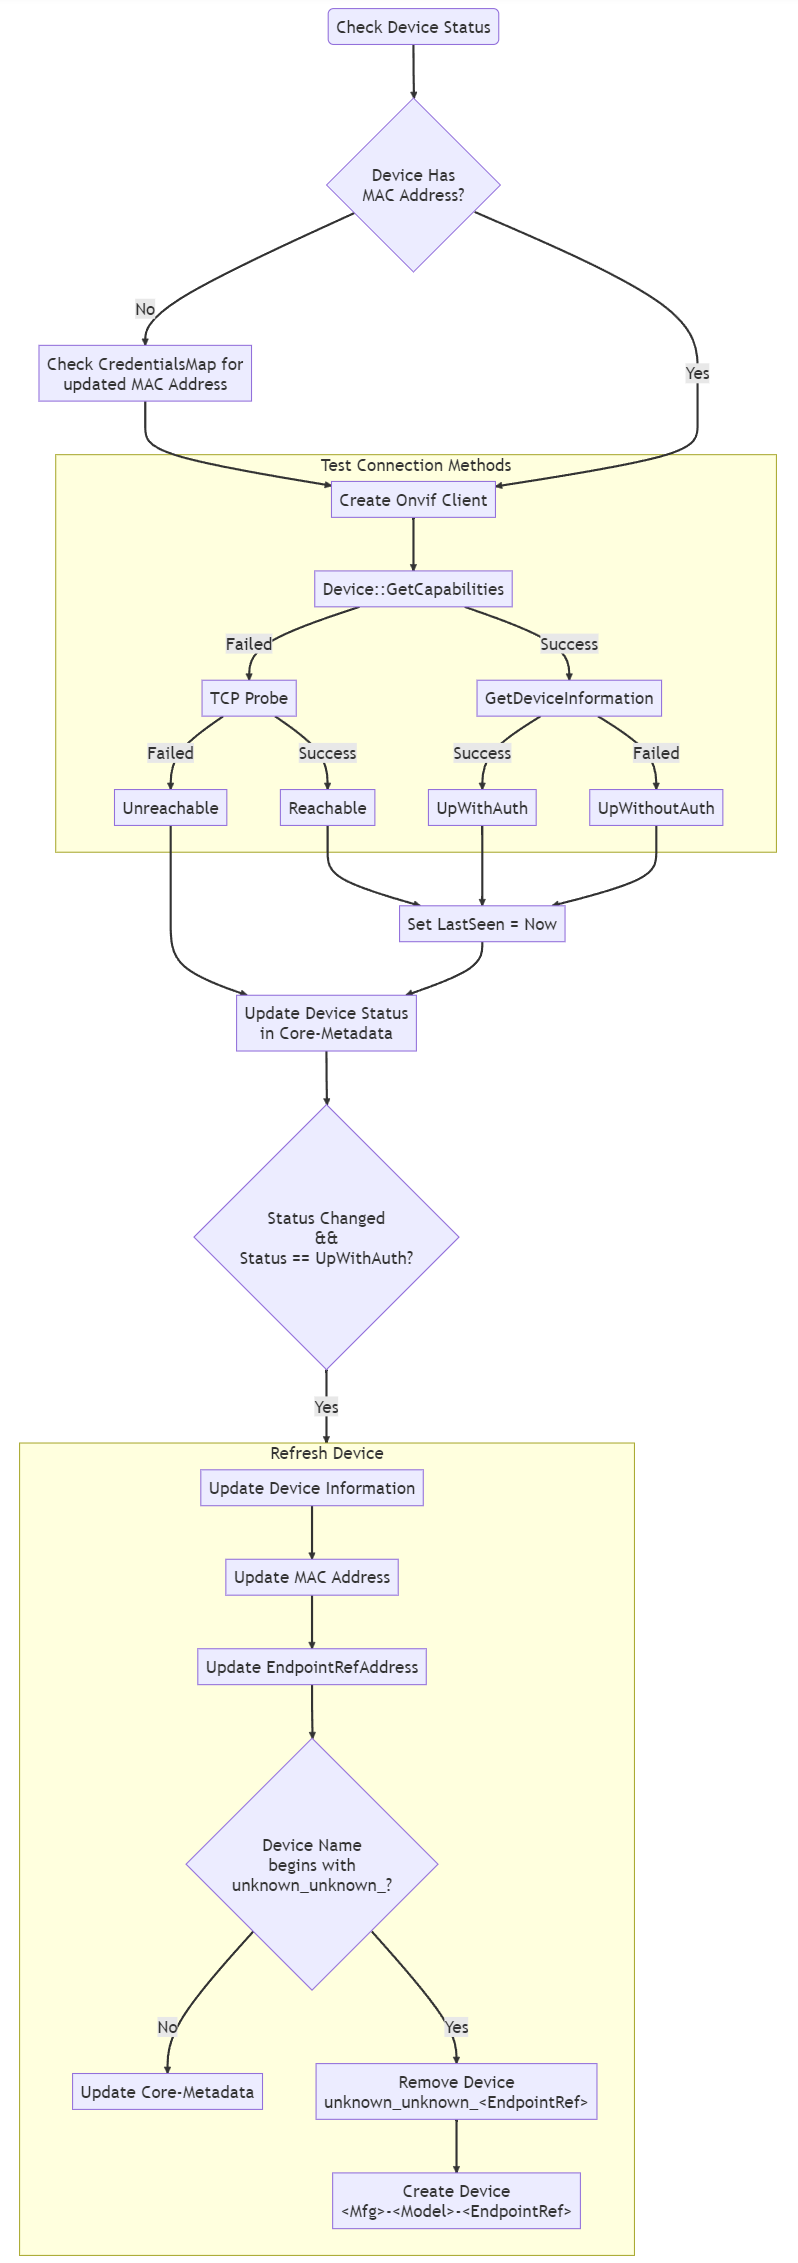 Check Device Status
Device Has
MAC Address?
No
Yes
Check CredentialsMap for
updated MAC Address
Test Connection Methods
Create Onvif Client
Device::GetCapabilities
Failed
Success
TCP Probe
GetDeviceInformation
Failed
Success
Success
Failed
Unreachable
Reachable
UpWithAuth
UpWithoutAuth
Set LastSeen = Now
Update Device Status
in Core-Metadata
Status Changed
&&
Status == UpWithAuth?
Yes
Refresh Device
Update Device Information
Update MAC Address
Update EndpointRefAddress
Device Name
begins with
unknown_unknown_?
No
Yes
Update Core-Metadata
Remove Device
unknown_unknown_<EndpointRef>
Create Device
<Mfg>-<Model>-<EndpointRef>